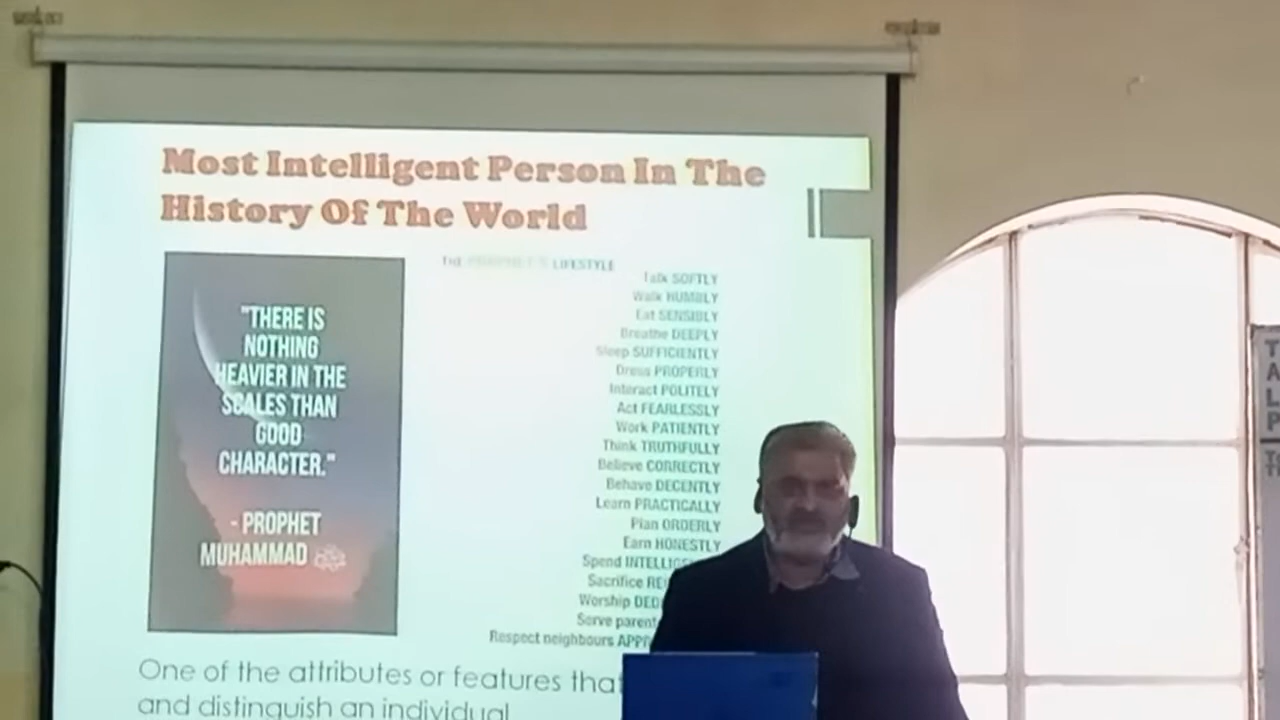 Most Intelligent Person In The
History Of The World
"THERE IS
NOTHING
HEAVIER IN THE
SCALES THAN
GOOD
CHARACTER."
- PROPHET
MUHAMMAD
THE PROPHET'S LIFESTYLE
Talk SOFTLY
Walk HUMBLY
Eat SENSIBLY
Breathe DEEPLY
Sleep SUFFICIENTLY
Dress PROPERLY
Interact POLITELY
Act FEARLESSLY
Work PATIENTLY
Think TRUTHFULLY
Believe CORRECTLY
Behave DECENTLY
Learn PRACTICALLY
Plan ORDERLY
Earn HONESTLY
Spend
Sacrifice
Worship
Serve
Respect neighbours
One of the attributes or features that
and distinguish an individual
T
A
L
P